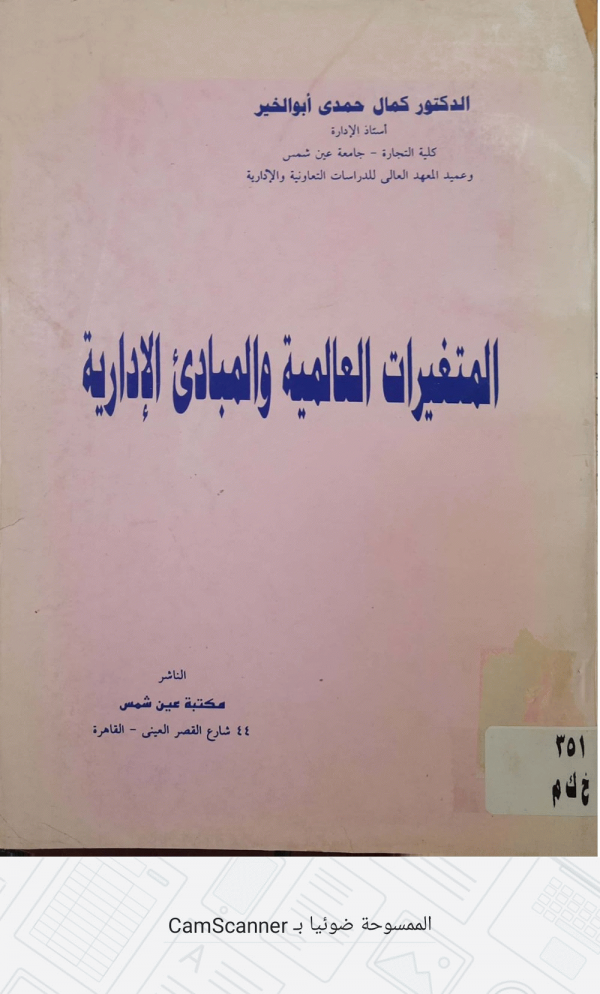 الدكتور كمال حمدى أبوالخير
أستاذ الإدارة
كلية التجارة - جامعة عين شمس
وعميد المعهد العالى للدراسات التعاونية والإدارية
المتغيرات العالمية والمبادئ الإدارية
الناشر
مكتبة عين شمس
٤٤ شارع القصر العينى - القاهرة
٣٥١
خ ك م
الممسوحة ضوئيا بـ CamScanner